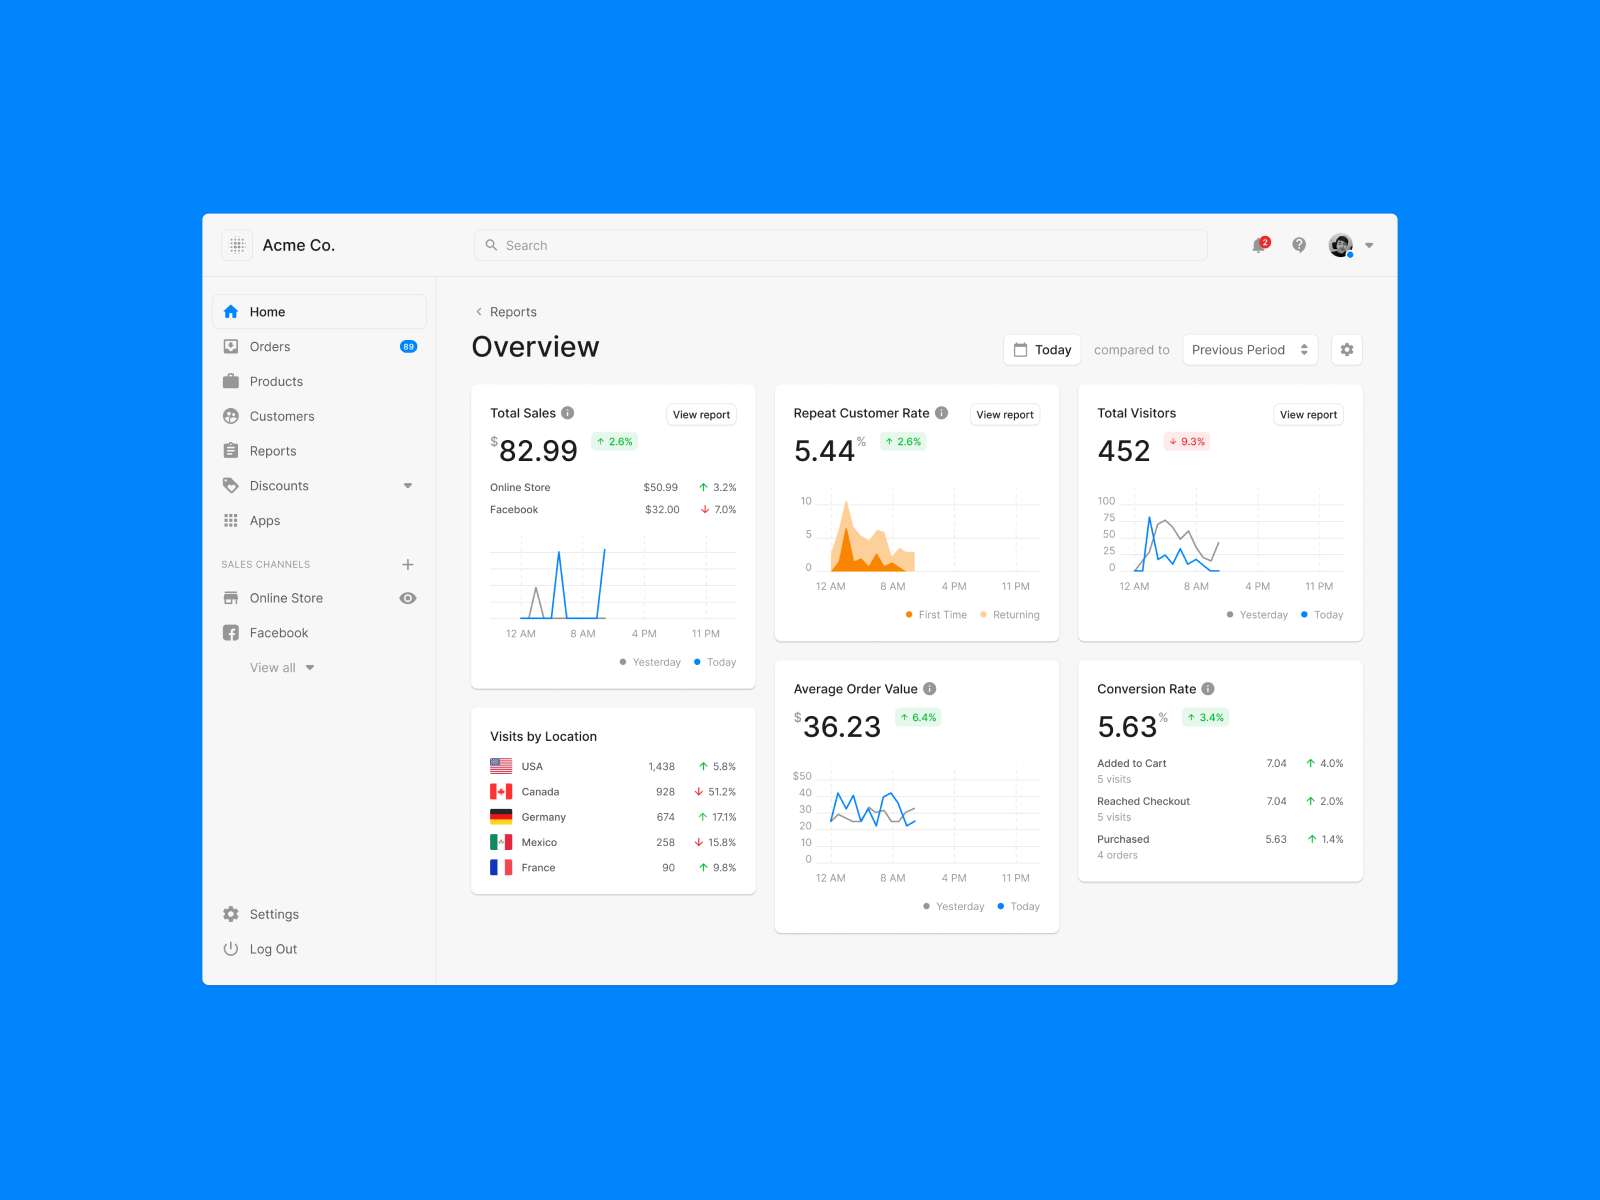 Acme Co.
Search
2
Home
Orders 89
Products
Customers
Reports
Discounts
Apps
SALES CHANNELS
Online Store
Facebook
View all
Settings
Log Out
Reports
Overview
Today compared to Previous Period
Total Sales View report
$82.99 2.6%
Online Store $50.99 3.2%
Facebook $32.00 7.0%
12 AM 8 AM 4 PM 11 PM
Yesterday Today
Visits by Location
USA 1,438 5.8%
Canada 928 51.2%
Germany 674 17.1%
Mexico 258 15.8%
France 90 9.8%
Repeat Customer Rate View report
5.44% 2.6%
10
5
0
12 AM 8 AM 4 PM 11 PM
First Time Returning
Average Order Value
$36.23 6.4%
$50
40
30
20
10
0
12 AM 8 AM 4 PM 11 PM
Yesterday Today
Total Visitors View report
452 9.3%
100
75
50
25
0
12 AM 8 AM 4 PM 11 PM
Yesterday Today
Conversion Rate
5.63% 3.4%
Added to Cart 7.04 4.0%
5 visits
Reached Checkout 7.04 2.0%
5 visits
Purchased 5.63 1.4%
4 orders